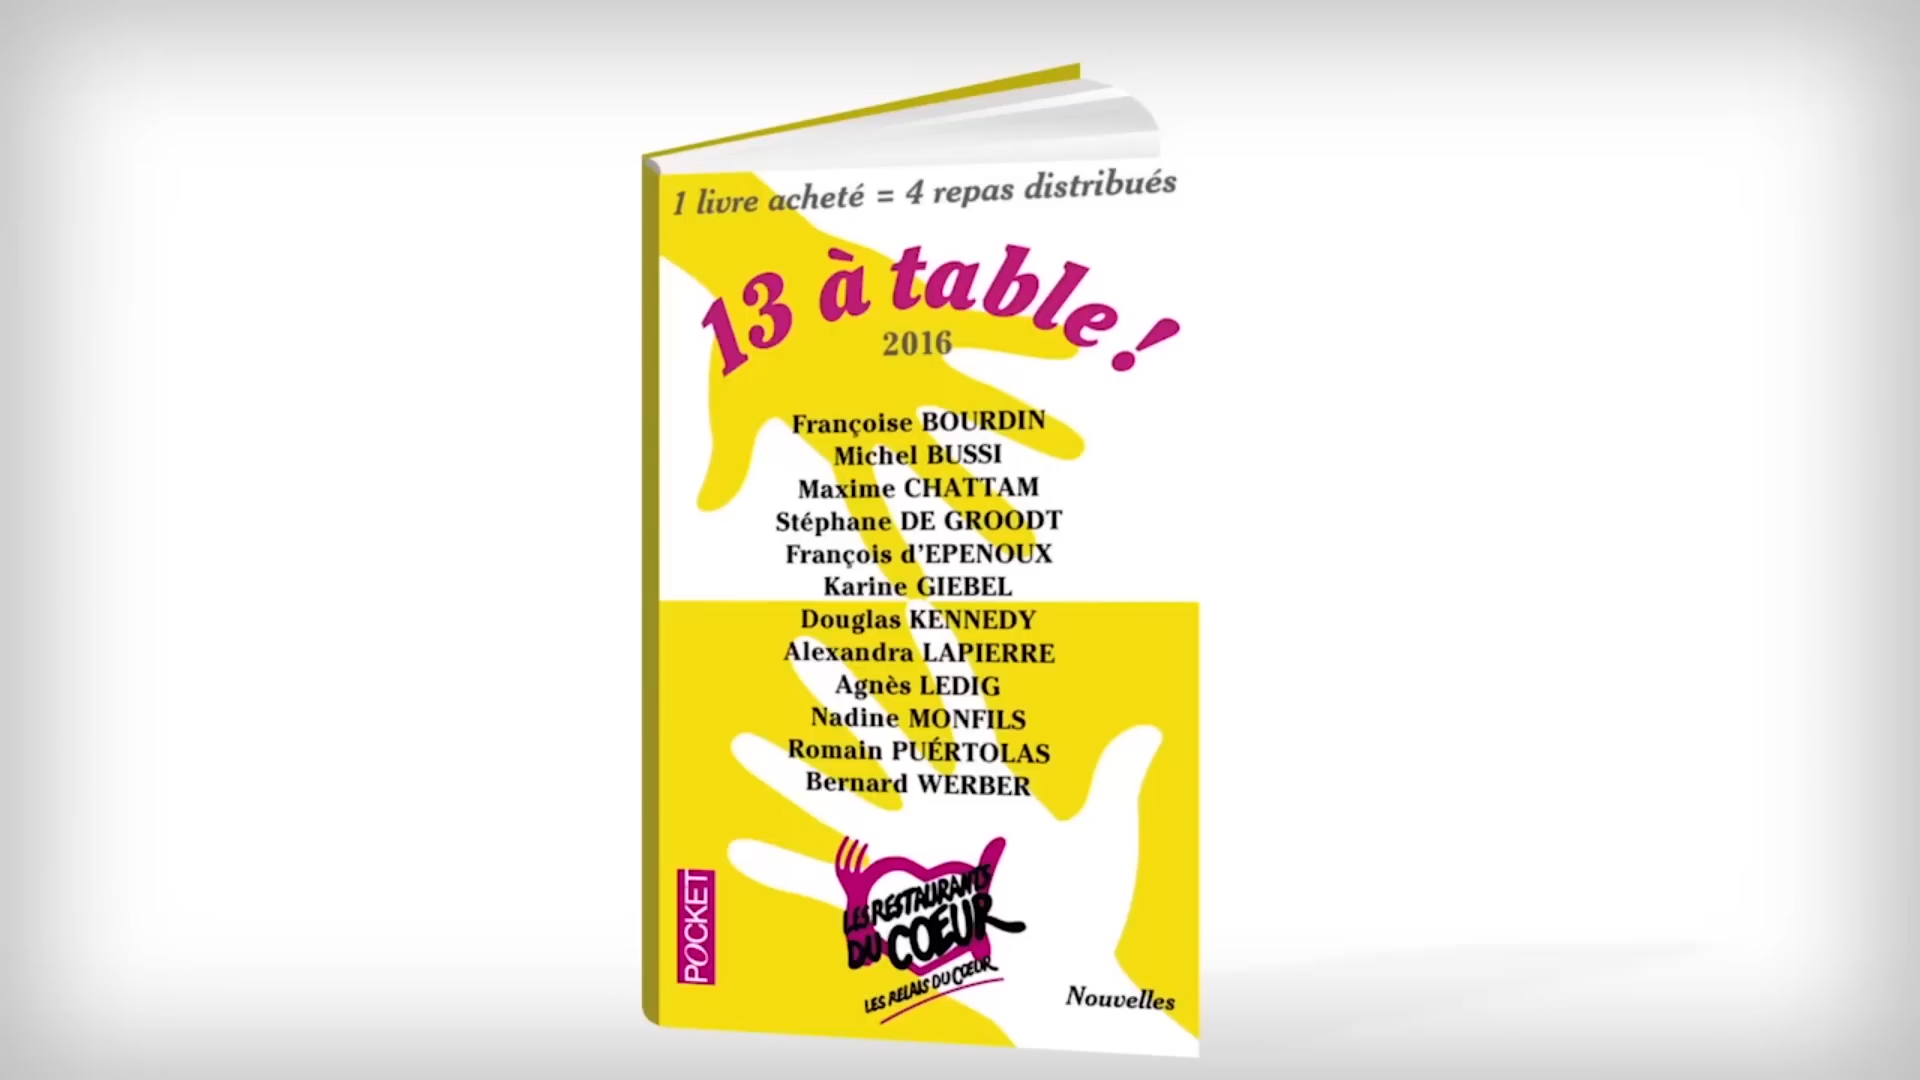 1 livre acheté = 4 repas distribués
13 à table !
2016
Françoise BOURDIN
Michel BUSSI
Maxime CHATTAM
Stéphane DE GROODT
François d’EPENOUX
Karine GIEBEL
Douglas KENNEDY
Alexandra LAPIERRE
Agnès LEDIG
Nadine MONFILS
Romain PUÉRTOLAS
Bernard WERBER
LES RESTAURANTS
DU CŒUR
LES RELAIS DU CŒUR
POCKET
Nouvelles